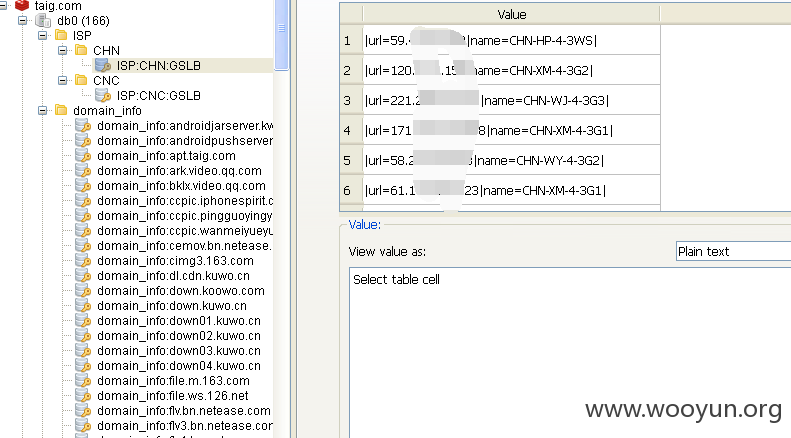 taig.com
db0 (166)
ISP
CHN
ISP:CHN:GSLB
CNC
ISP:CNC:GSLB
domain_info
domain_info:androidjarserver.kw
domain_info:androidpushserver
domain_info:apt.taig.com
domain_info:ark.video.qq.com
domain_info:bklx.video.qq.com
domain_info:ccpic.iphonespirit.c
domain_info:ccpic.pingguoyingy
domain_info:ccpic.wanmeiyueyu
domain_info:cemov.bn.netease.
domain_info:cimg3.163.com
domain_info:dl.cdn.kuwo.cn
domain_info:down.koowo.com
domain_info:down.kuwo.cn
domain_info:down01.kuwo.cn
domain_info:down02.kuwo.cn
domain_info:down03.kuwo.cn
domain_info:down04.kuwo.cn
domain_info:file.m.163.com
domain_info:file.ws.126.net
domain_info:flv.bn.netease.com
domain_info:flv3.bn.netease.com
Value
1 |url=59. |name=CHN-HP-4-3WS|
2 |url=120. .15 |name=CHN-XM-4-3G2|
3 |url=221.2 |name=CHN-WJ-4-3G3|
4 |url=171 8|name=CHN-XM-4-3G1|
5 |url=58.2 |name=CHN-WY-4-3G2|
6 |url=61.1 23|name=CHN-XM-4-3G1|
Value:
View value as:
Plain text
Select table cell
www.wooyun.org